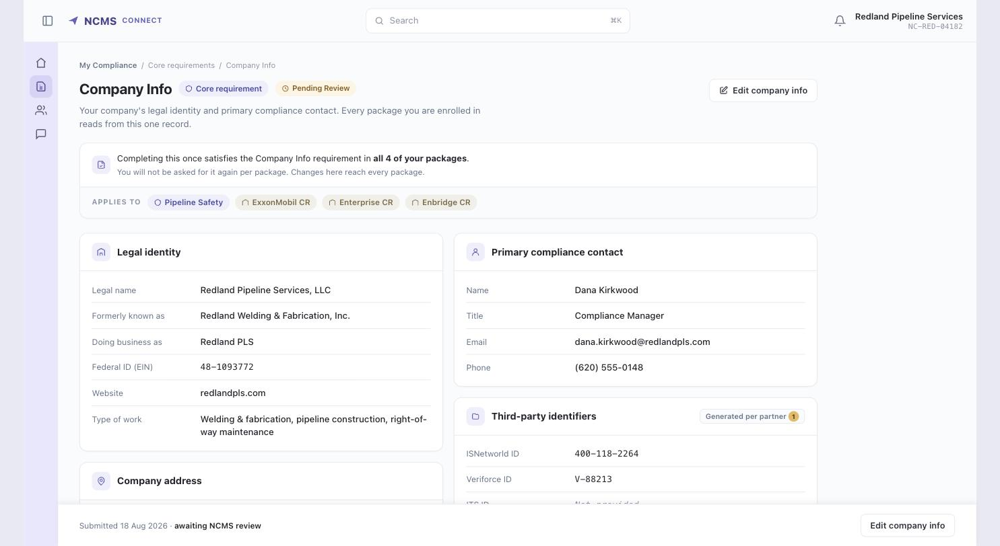 NCMS CONNECT
Search
⌘K
Redland Pipeline Services
NC-RED-04182
My Compliance / Core requirements / Company Info
Company Info
Core requirement
Pending Review
Edit company info
Your company's legal identity and primary compliance contact. Every package you are enrolled in
reads from this one record.
Completing this once satisfies the Company Info requirement in all 4 of your packages.
You will not be asked for it again per package. Changes here reach every package.
APPLIES TO
Pipeline Safety
ExxonMobil CR
Enterprise CR
Enbridge CR
Legal identity
Legal name
Redland Pipeline Services, LLC
Formerly known as
Redland Welding & Fabrication, Inc.
Doing business as
Redland PLS
Federal ID (EIN)
48-1093772
Website
redlandpls.com
Type of work
Welding & fabrication, pipeline construction, right-of-
way maintenance
Company address
Primary compliance contact
Name
Dana Kirkwood
Title
Compliance Manager
Email
dana.kirkwood@redlandpls.com
Phone
(620) 555-0148
Third-party identifiers
Generated per partner 1
ISNetworld ID
400-118-2264
Veriforce ID
V-88213
ITS ID
Not provided
Submitted 18 Aug 2026 · awaiting NCMS review
Edit company info